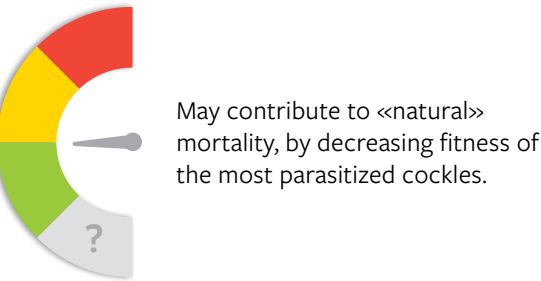 May contribute to «natural»
mortality, by decreasing fitness of
the most parasitized cockles.
?